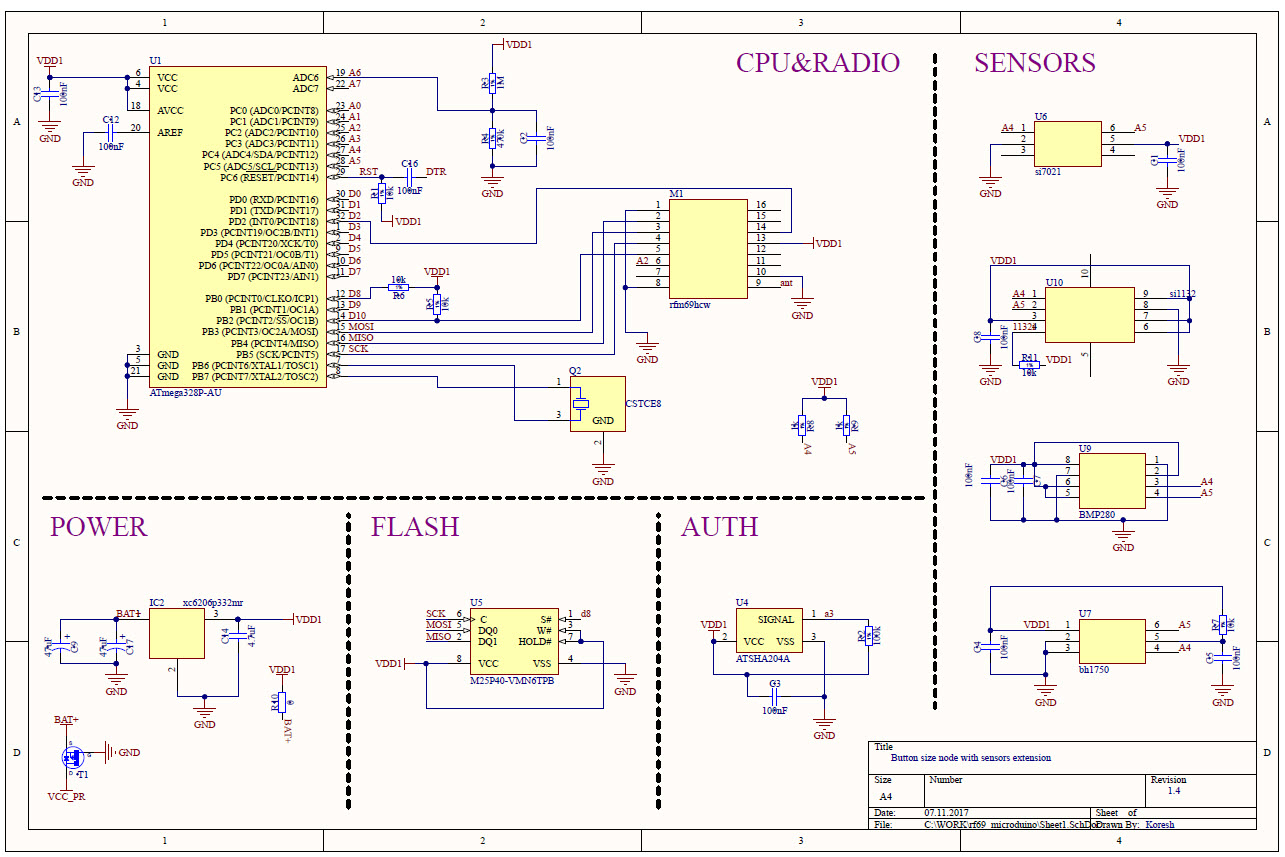 1 2 3 4
A A
B B
C C
D D
CPU&RADIO
SENSORS
POWER
FLASH
AUTH
U1
VDD1
C13
100nF
GND
C12
100nF
GND
6 VCC
4 VCC
18 AVCC
20 AREF
3 GND
5 GND
21 GND
GND
ADC6 19 A6
ADC7 22 A7
PC0 (ADC0/PCINT8) 23 A0
PC1 (ADC1/PCINT9) 24 A1
PC2 (ADC2/PCINT10) 25 A2
PC3 (ADC3/PCINT11) 26 A3
PC4 (ADC4/SDA/PCINT12) 27 A4
PC5 (ADC5/SCL/PCINT13) 28 A5
PC6 (RESET/PCINT14) 29 RST
PD0 (RXD/PCINT16) 30 D0
PD1 (TXD/PCINT17) 31 D1
PD2 (INT0/PCINT18) 32 D2
PD3 (PCINT19/OC2B/INT1) 1 D3
PD4 (PCINT20/XCK/T0) 2 D4
PD5 (PCINT21/OC0B/T1) 9 D5
PD6 (PCINT22/OC0A/AIN0) 10 D6
PD7 (PCINT23/AIN1) 11 D7
PB0 (PCINT0/CLKO/ICP1) 12 D8
PB1 (PCINT1/OC1A) 13 D9
PB2 (PCINT2/SS/OC1B) 14 D10
PB3 (PCINT3/OC2A/MOSI) 15 MOSI
PB4 (PCINT4/MISO) 16 MISO
PB5 (SCK/PCINT5) 17 SCK
PB6 (PCINT6/XTAL1/TOSC1) 7
PB7 (PCINT7/XTAL2/TOSC2) 8
ATmega328P-AU
VDD1
R3
1M
R4
470k
C2
100nF
GND
C16
100nF
DTR
R1
10k
VDD1
10k
R6
VDD1
R5
10k
M1
1 16
2 15
3 14
4 13 VDD1
5 12
A2 6 11
7 10
8 9 ant
rfm69hcw
GND
GND
Q2
1
3
GND
2
CSTCE8
GND
VDD1
1k R8
1k R9
A4
A5
U6
A4 1 6 A5
2 5 VDD1
3 4
si7021
GND
C1
100nF
GND
VDD1
10
U10
A4 1 9 si1132
A5 2 8
3 7
11324 6
C8
100nF
GND
R11
10k
VDD1
5
GND
U9
VDD1
8 1
7 2
6 3 A4
5 4 A5
100nF
C6
100nF
C7
BMP280
GND
U7
VDD1 1 6 A5
2 5
3 4 A4
bh1750
C4
100nF
GND
R7
10k
C5
100nF
GND
BAT+
IC2 xc6206p332mr
1 3
2
VDD1
47uF
C9
47uF
C17
C14
4.7uF
GND
GND
VDD1
R10
0
BAT+
BAT+
S
G
D
GND
T1
VCC_PR
U5
SCK 6 C
MOSI 5 DQ0
MISO 2 DQ1
VDD1 8 VCC
S# 1 d8
W# 3
HOLD# 7
VSS 4
M25P40-VMN6TPB
GND
U4
SIGNAL 1 a3
VDD1 2 VCC
VSS 3
ATSHA204A
R2
100k
C3
100nF
GND
Title
Button size node with sensors extension
Size Number Revision
A4 1.4
Date: 07.11.2017 Sheet of
File: C:\WORK\rf69_microduino\Sheet1.SchDoc Drawn By: Koresh
1 2 3 4